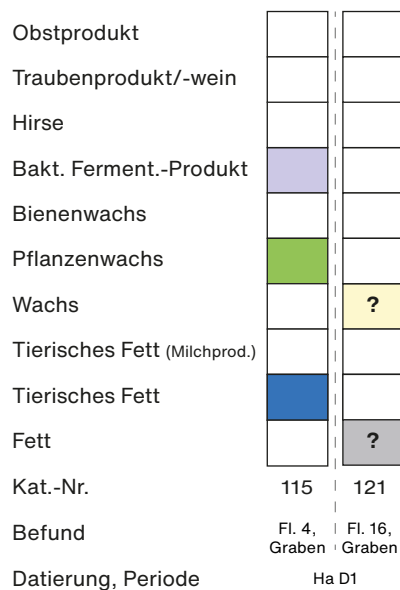 Obstprodukt
Traubenprodukt/-wein
Hirse
Bakt. Ferment.-Produkt
Bienenwachs
Pflanzenwachs
Wachs ?
Tierisches Fett (Milchprod.)
Tierisches Fett
Fett ?
Kat.-Nr. 115 121
Befund Fl. 4, Graben Fl. 16, Graben
Datierung, Periode Ha D1